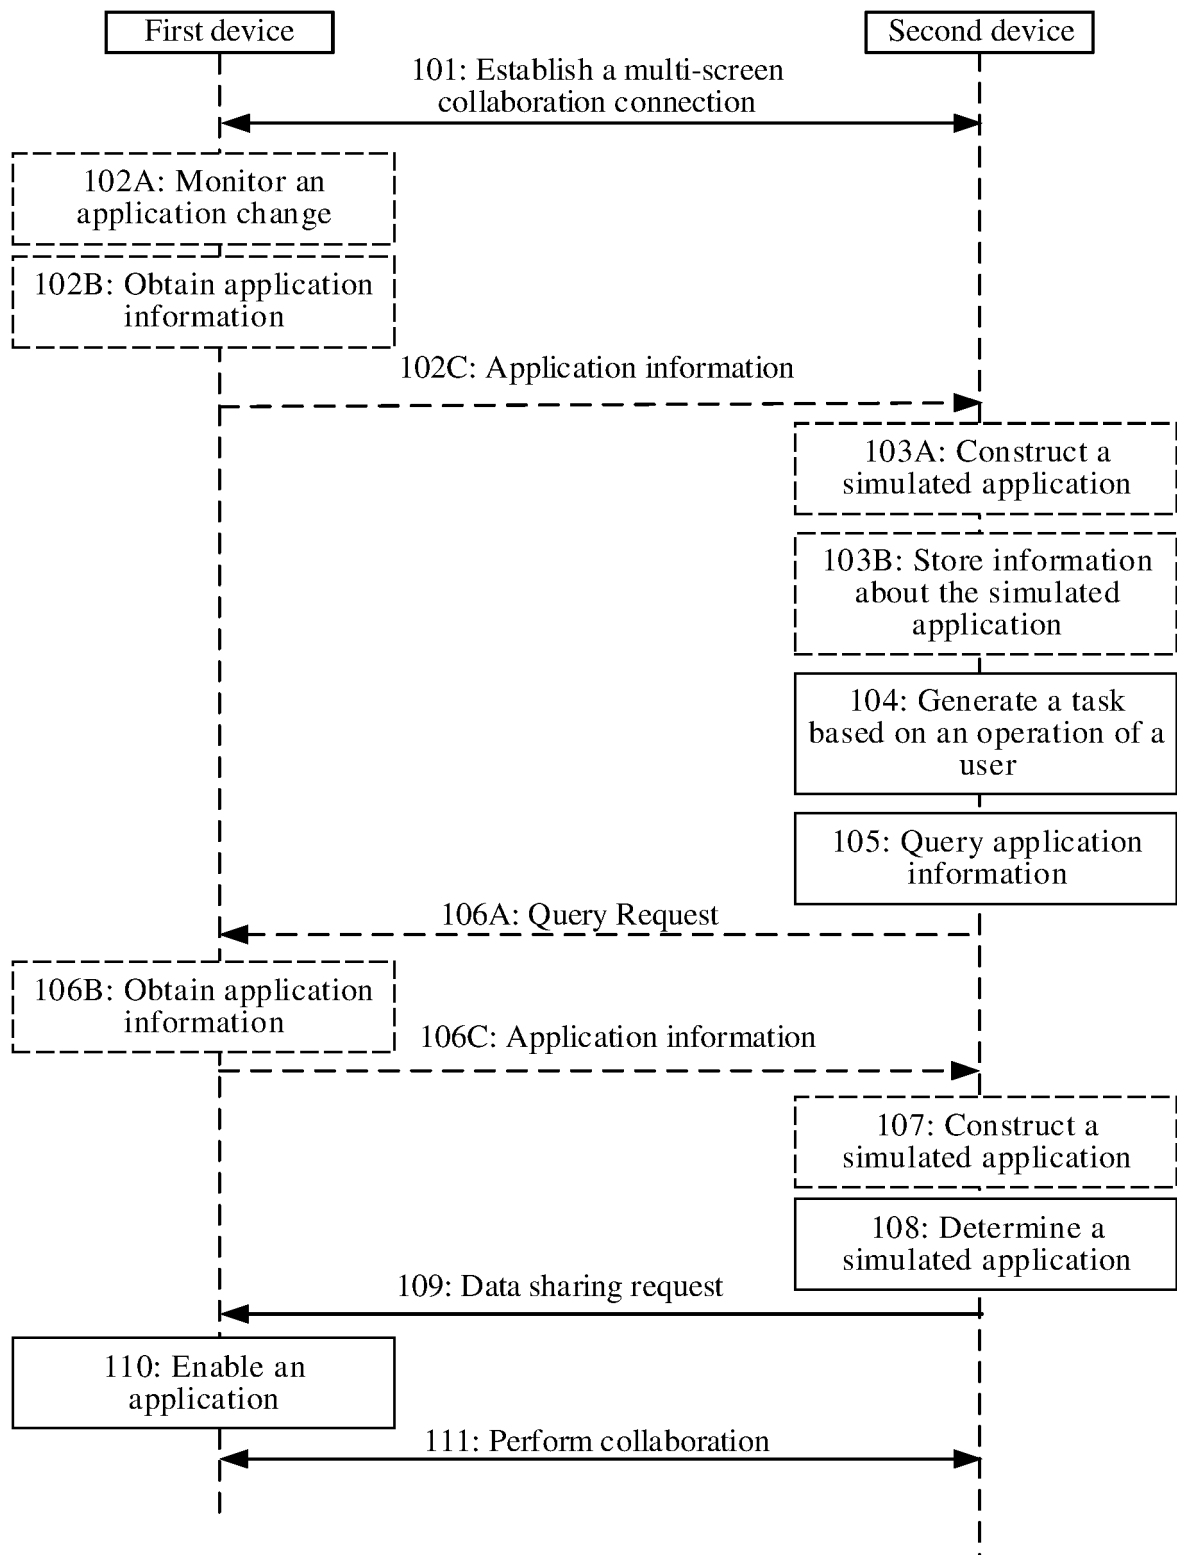 First device
Second device
101: Establish a multi-screen
collaboration connection
102A: Monitor an
application change
102B: Obtain application
information
102C: Application information
103A: Construct a
simulated application
103B: Store information
about the simulated
application
104: Generate a task
based on an operation of a
user
105: Query application
information
106A: Query Request
106B: Obtain application
information
106C: Application information
107: Construct a
simulated application
108: Determine a
simulated application
109: Data sharing request
110: Enable an
application
111: Perform collaboration